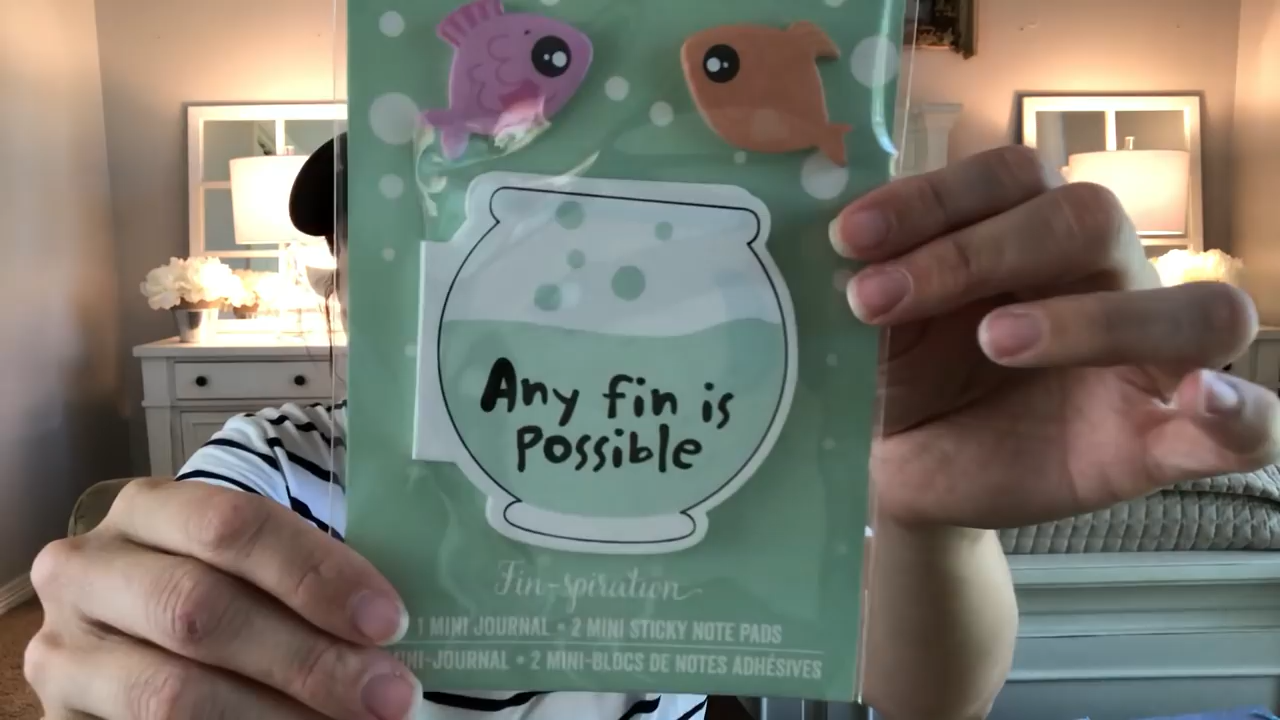 Any fin is
Possible
Fin-spiration
1 MINI JOURNAL • 2 MINI STICKY NOTE PADS
MINI-JOURNAL • 2 MINI-BLOCS DE NOTES ADHÉSIVES